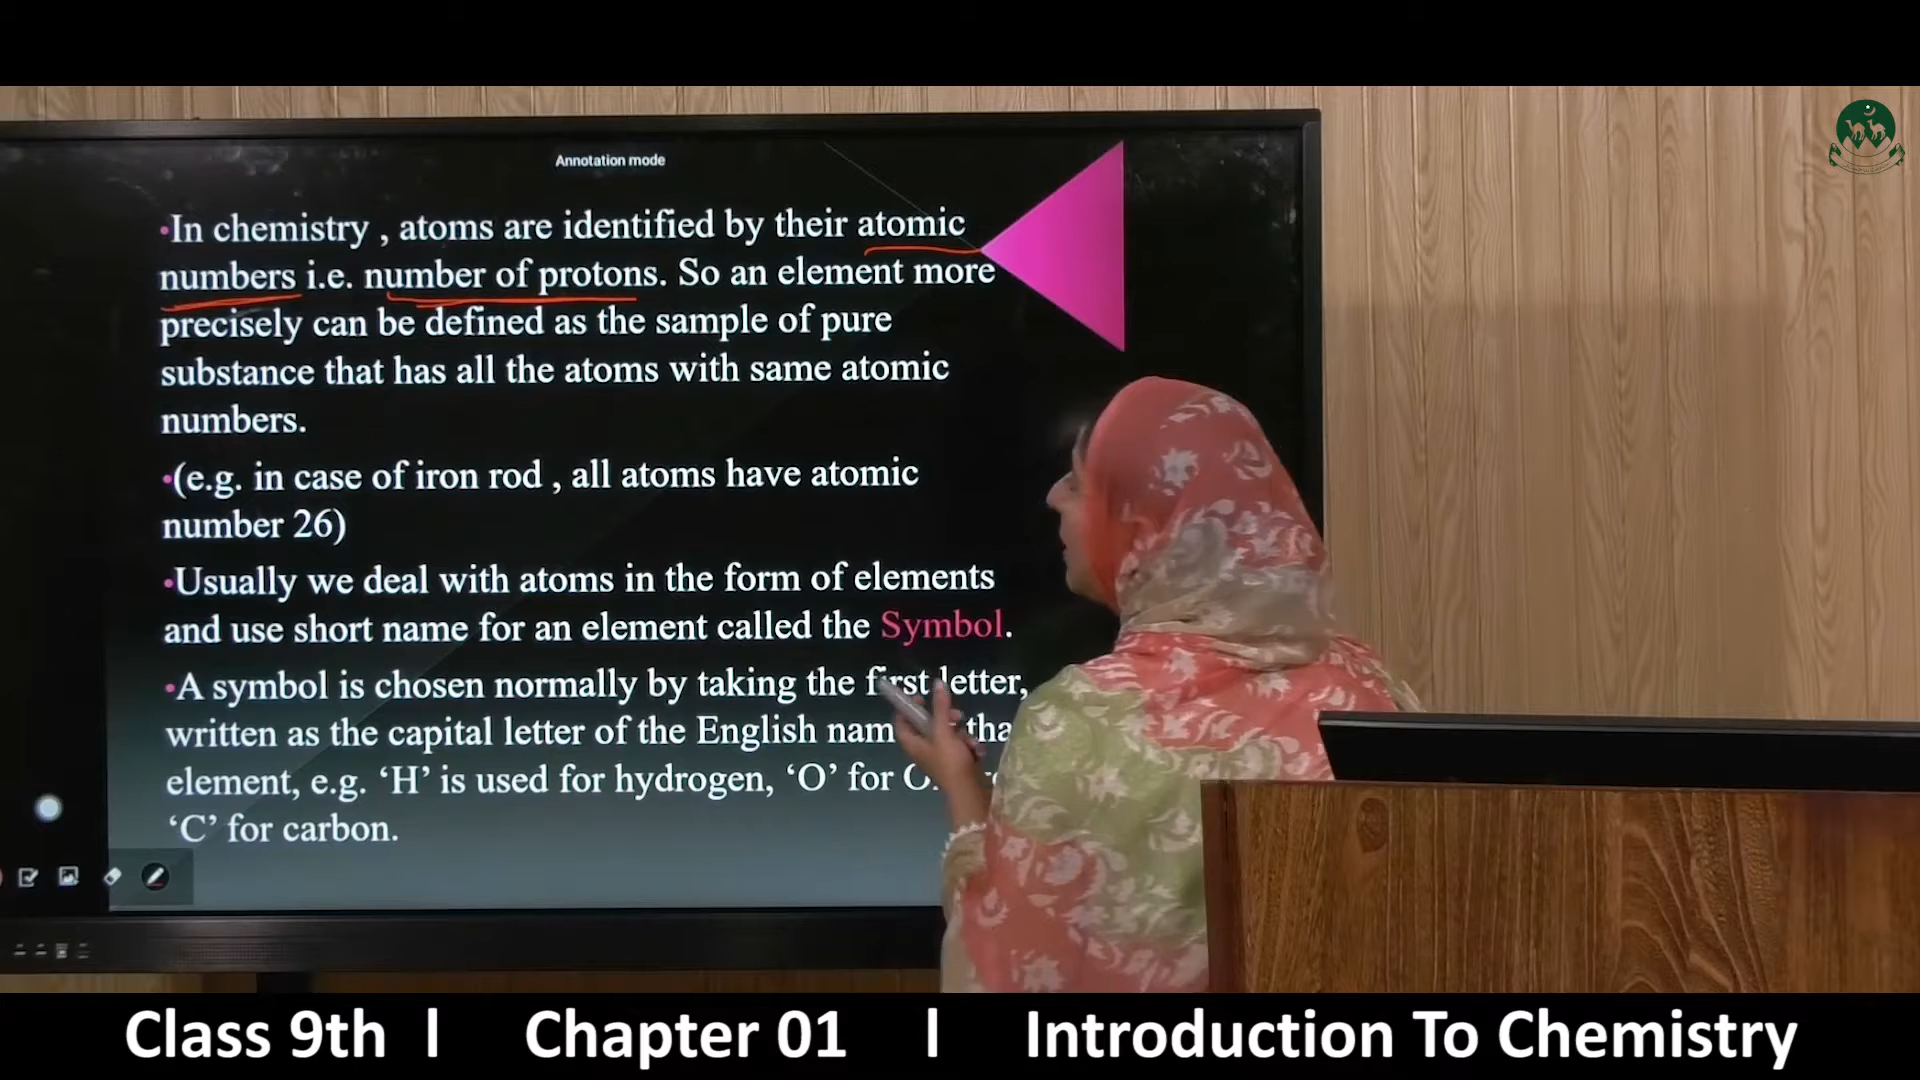 Annotation mode
•In chemistry , atoms are identified by their atomic
numbers i.e. number of protons. So an element more
precisely can be defined as the sample of pure
substance that has all the atoms with same atomic
numbers.
•(e.g. in case of iron rod , all atoms have atomic
number 26)
•Usually we deal with atoms in the form of elements
and use short name for an element called the Symbol.
•A symbol is chosen normally by taking the first letter,
written as the capital letter of the English
element, e.g. ‘H’ is used for hydrogen, ‘O’ for
‘C’ for carbon.
Class 9th l Chapter 01 l Introduction To Chemistry